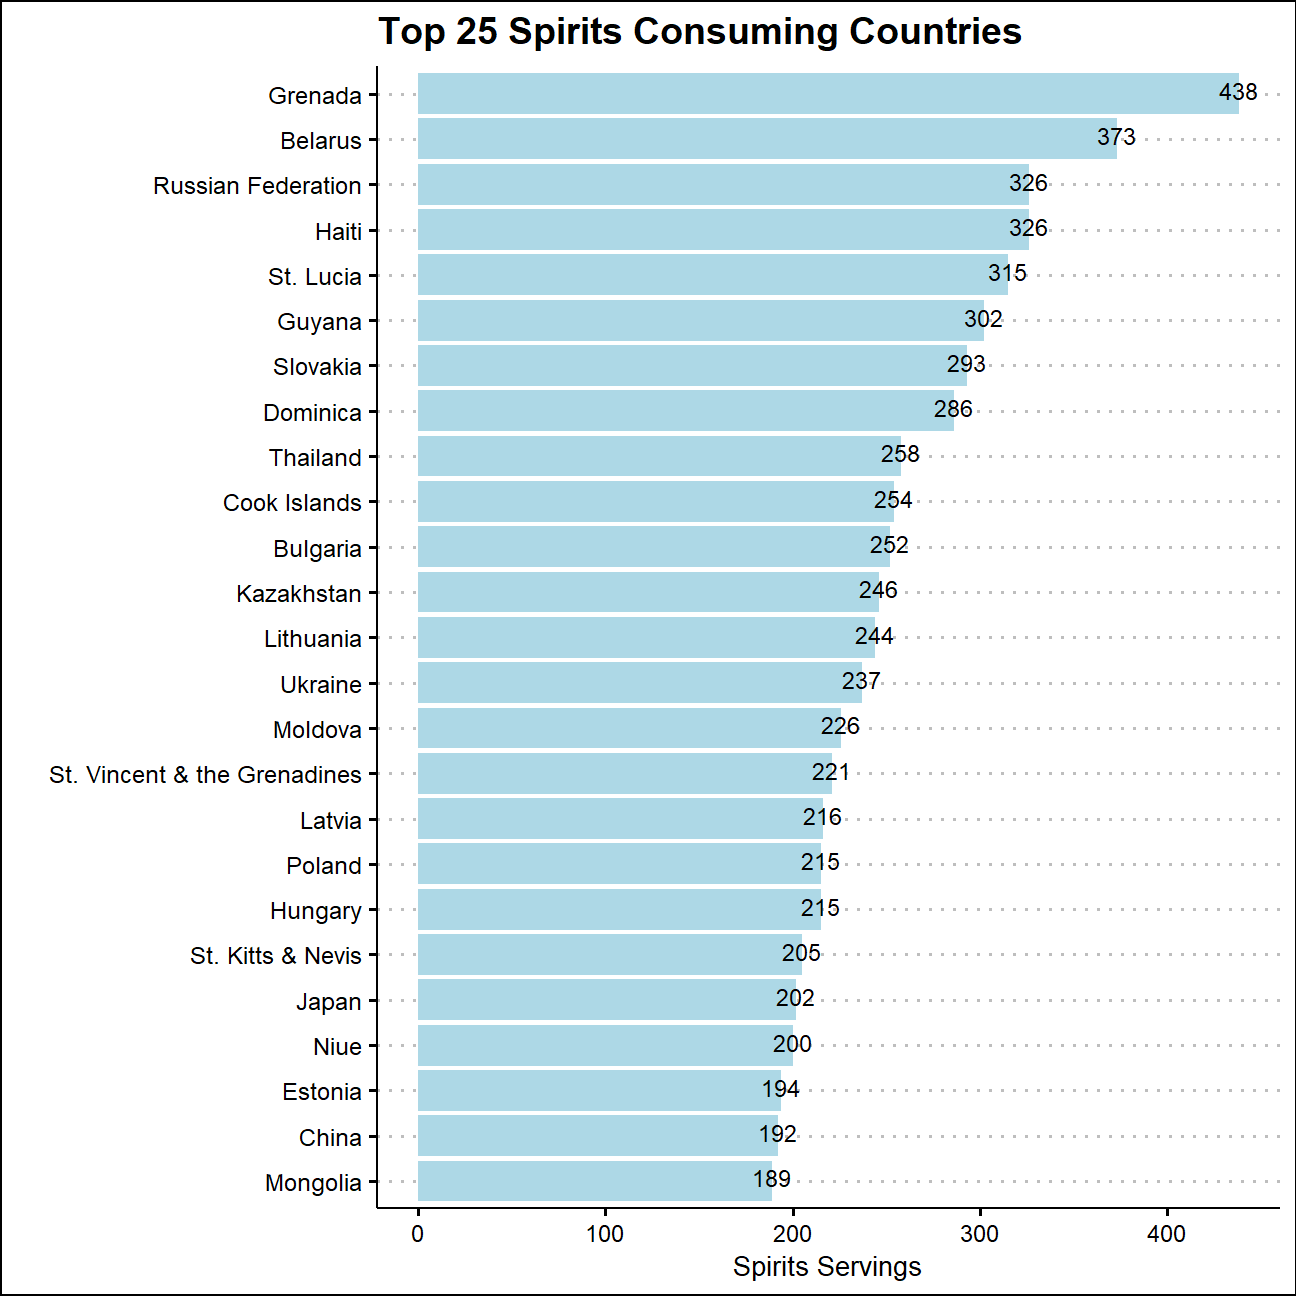 Top 25 Spirits Consuming Countries
Grenada 438
Belarus 373
Russian Federation 326
Haiti 326
St. Lucia 315
Guyana 302
Slovakia 293
Dominica 286
Thailand 258
Cook Islands 254
Bulgaria 252
Kazakhstan 246
Lithuania 244
Ukraine 237
Moldova 226
St. Vincent & the Grenadines 221
Latvia 216
Poland 215
Hungary 215
St. Kitts & Nevis 205
Japan 202
Niue 200
Estonia 194
China 192
Mongolia 189
0 100 200 300 400
Spirits Servings